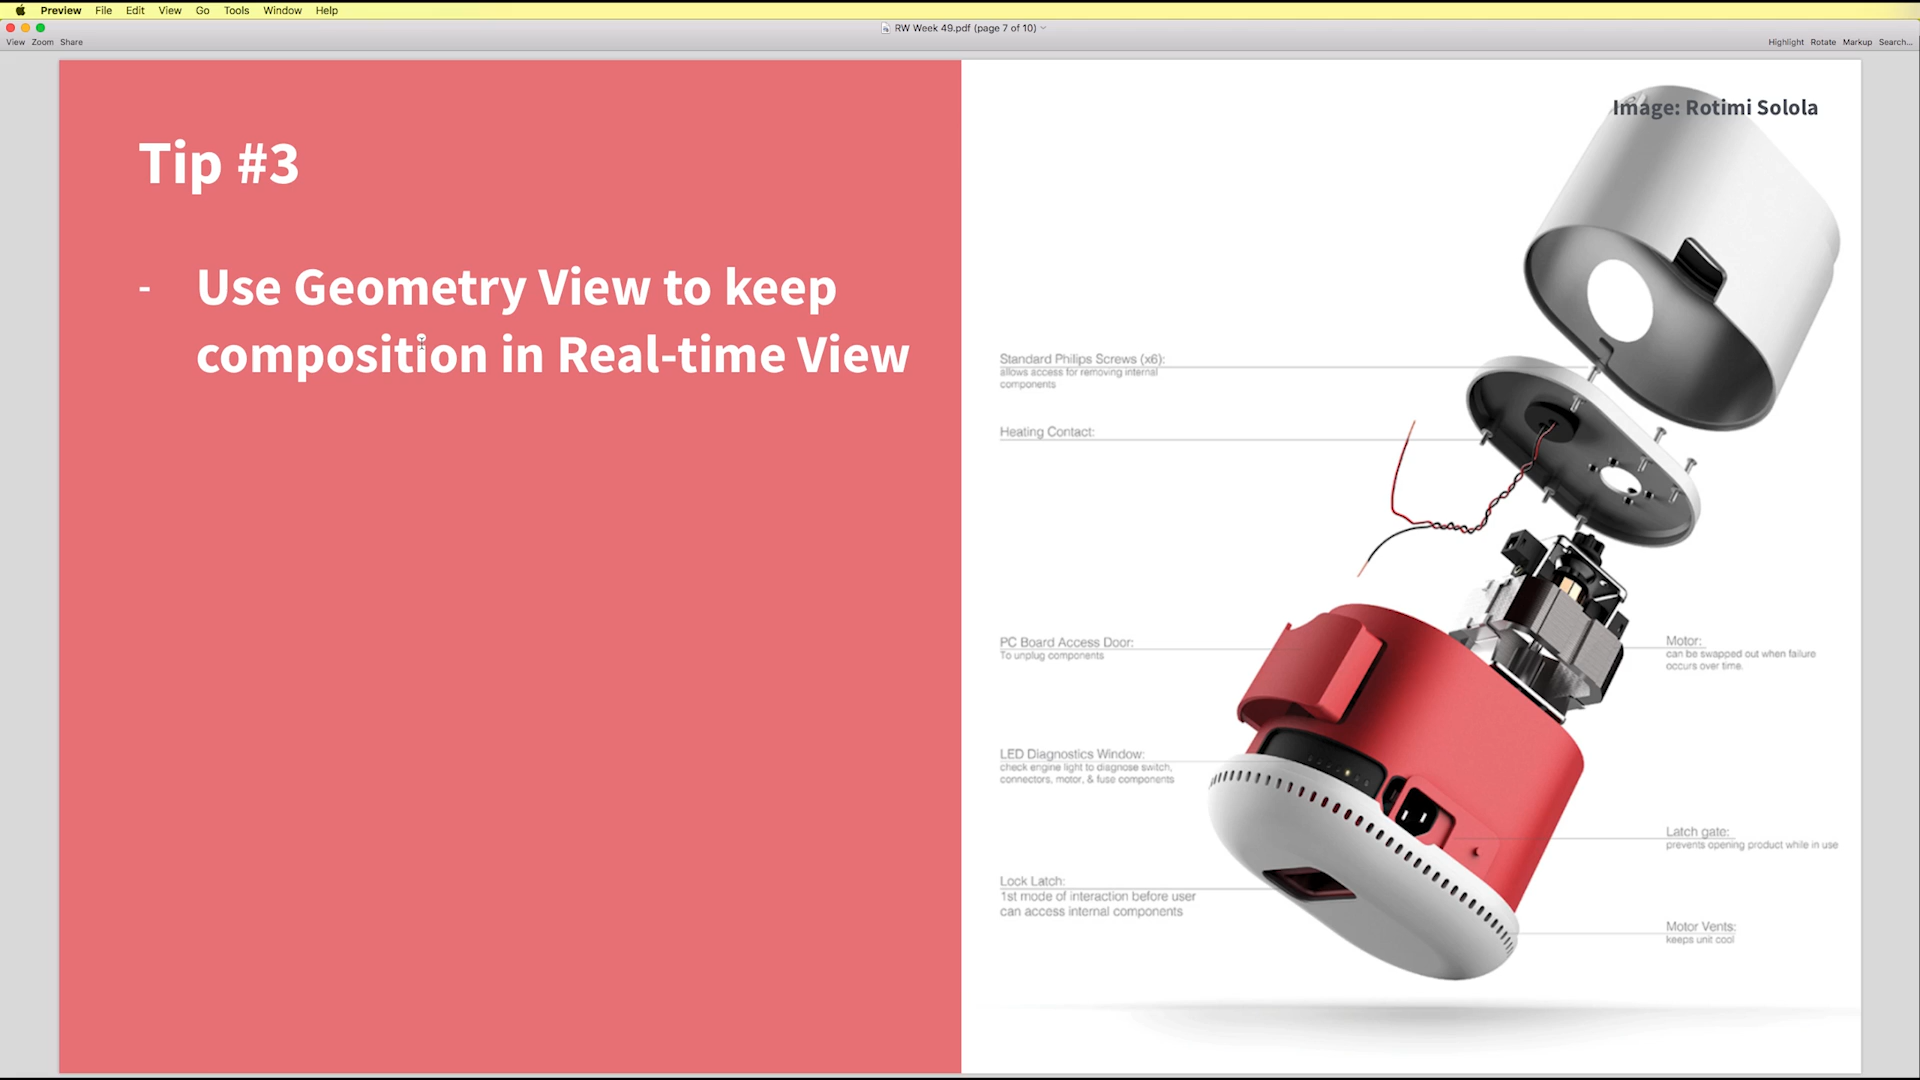 Preview File Edit View Go Tools Window Help
RW Week 49.pdf (page 7 of 10)
View Zoom Share
Highlight Rotate Markup Search...
Tip #3
- Use Geometry View to keep
composition in Real-time View
Image: Rotimi Solola
Standard Philips Screws (x6):
allows access for removing internal
components
Heating Contact:
PC Board Access Door:
To unplug components
LED Diagnostics Window:
check engine light to diagnose switch,
connectors, motor, & fuse components
Lock Latch:
1st mode of interaction before user
can access internal components
Motor:
can be swapped out when failure
occurs over time.
Latch gate:
prevents opening product while in use
Motor Vents:
keeps unit cool